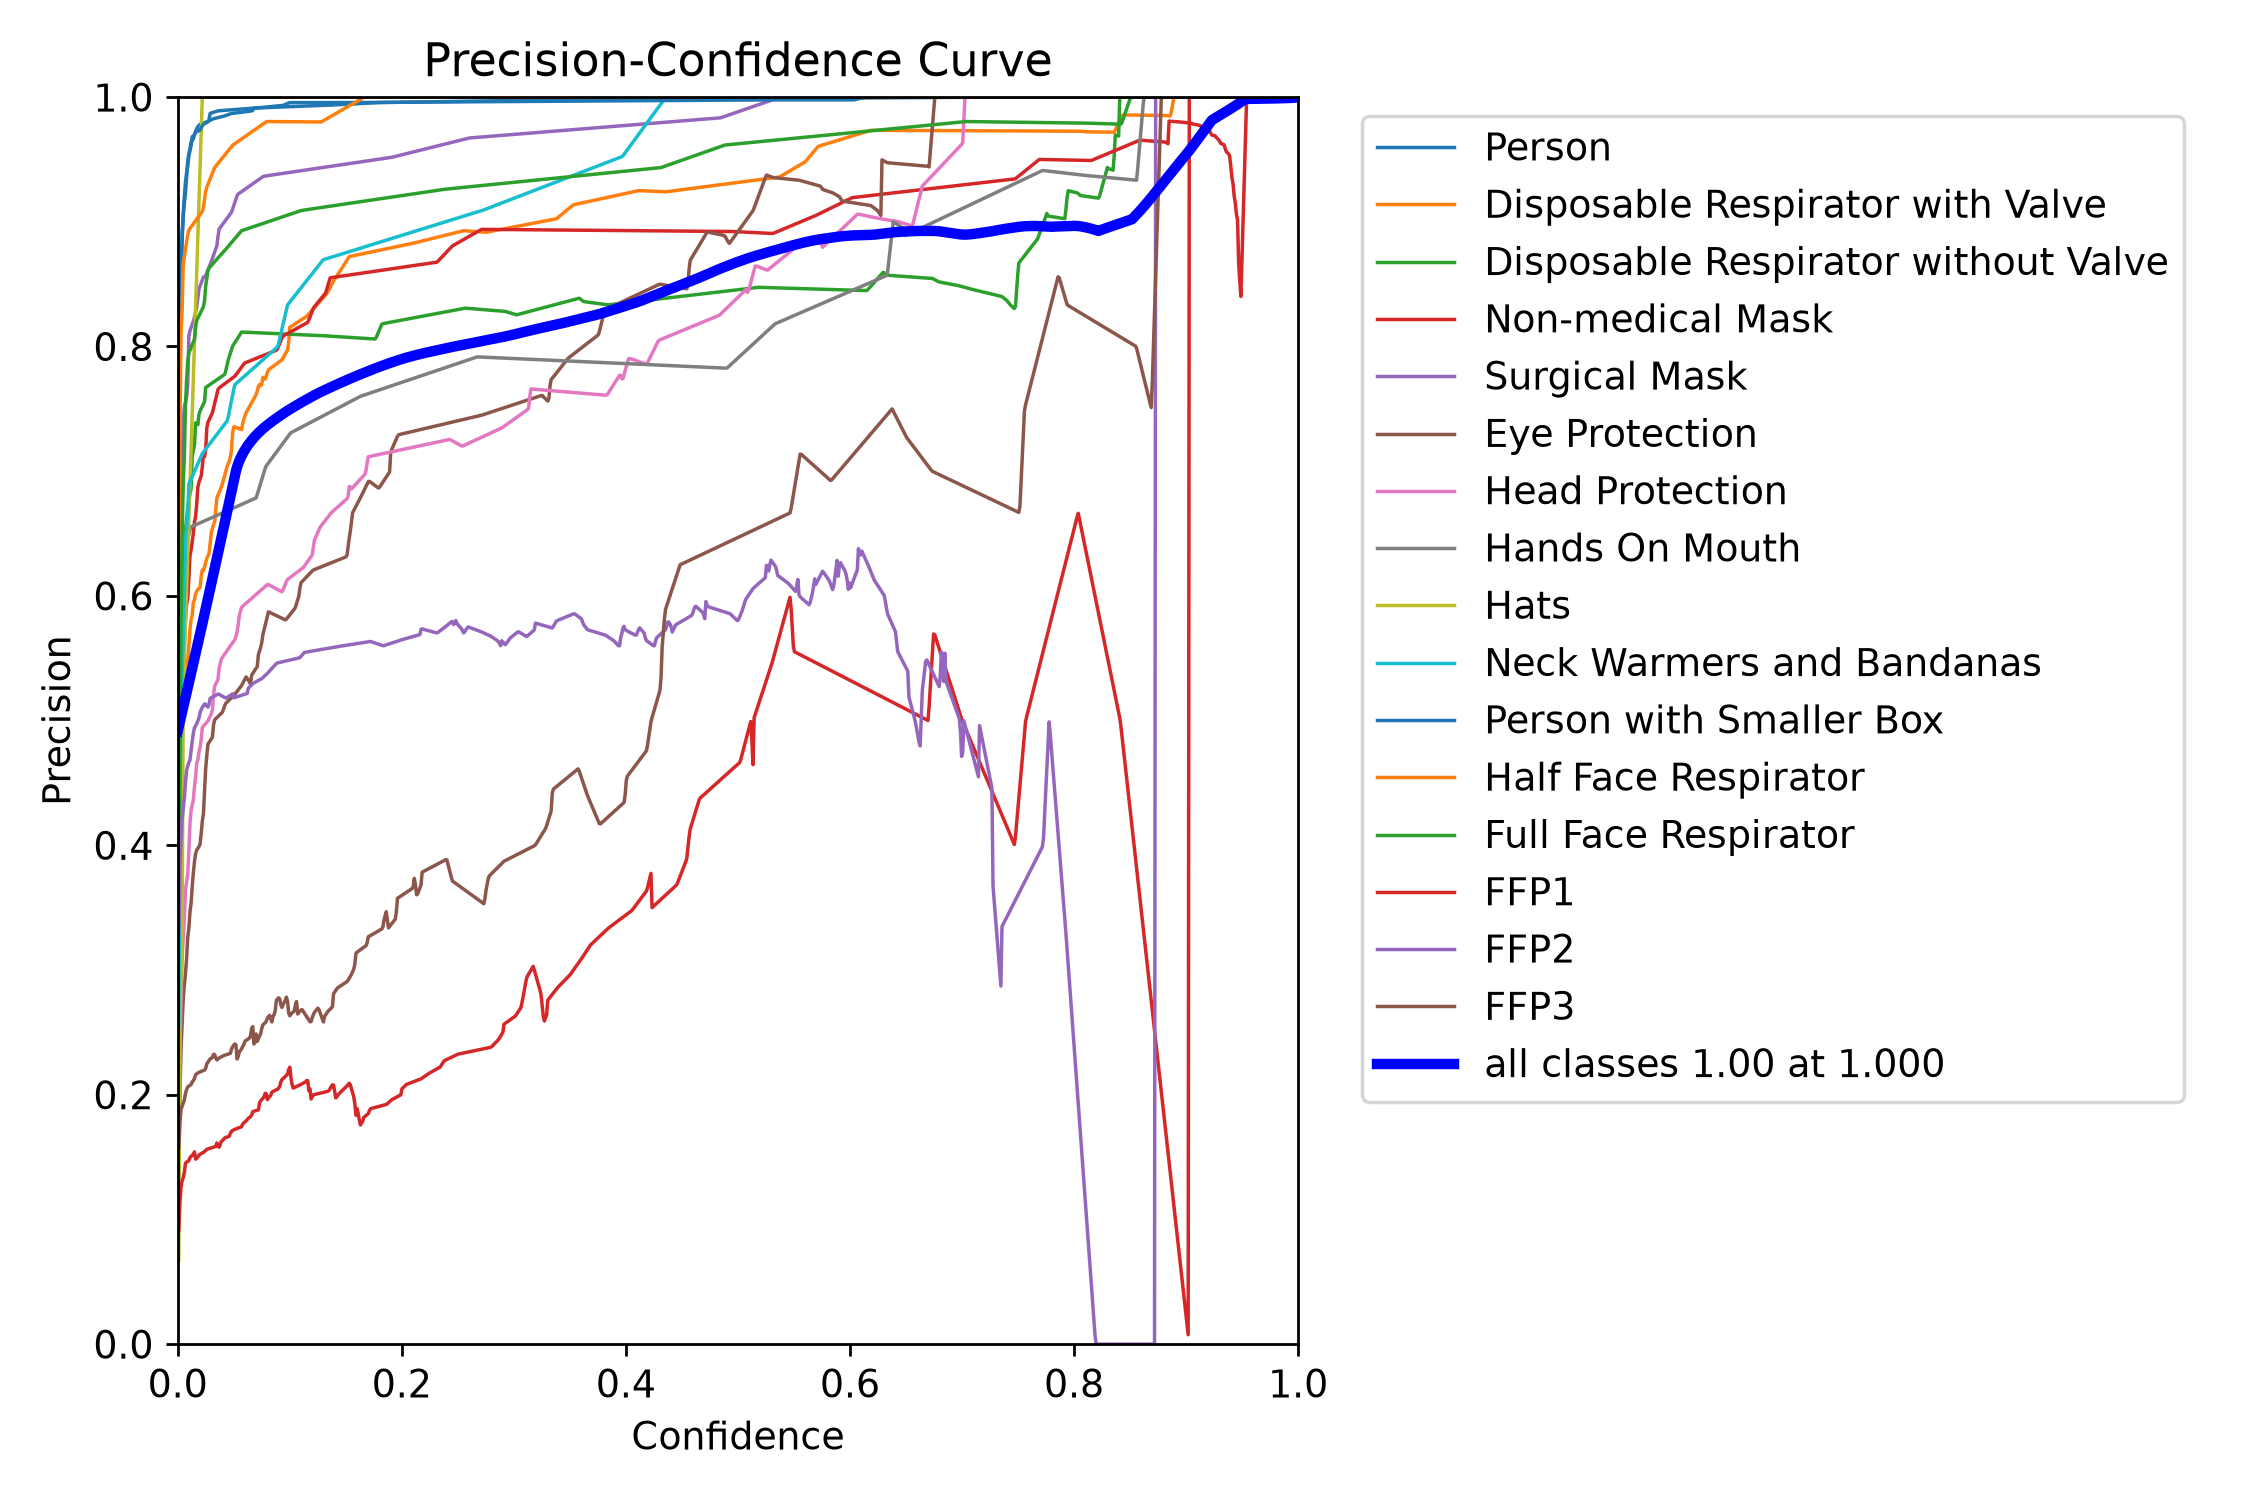 Precision-Confidence Curve
1.0
0.8
0.6
0.4
0.2
0.0
Precision
0.0 0.2 0.4 0.6 0.8 1.0
Confidence
Person
Disposable Respirator with Valve
Disposable Respirator without Valve
Non-medical Mask
Surgical Mask
Eye Protection
Head Protection
Hands On Mouth
Hats
Neck Warmers and Bandanas
Person with Smaller Box
Half Face Respirator
Full Face Respirator
FFP1
FFP2
FFP3
all classes 1.00 at 1.000